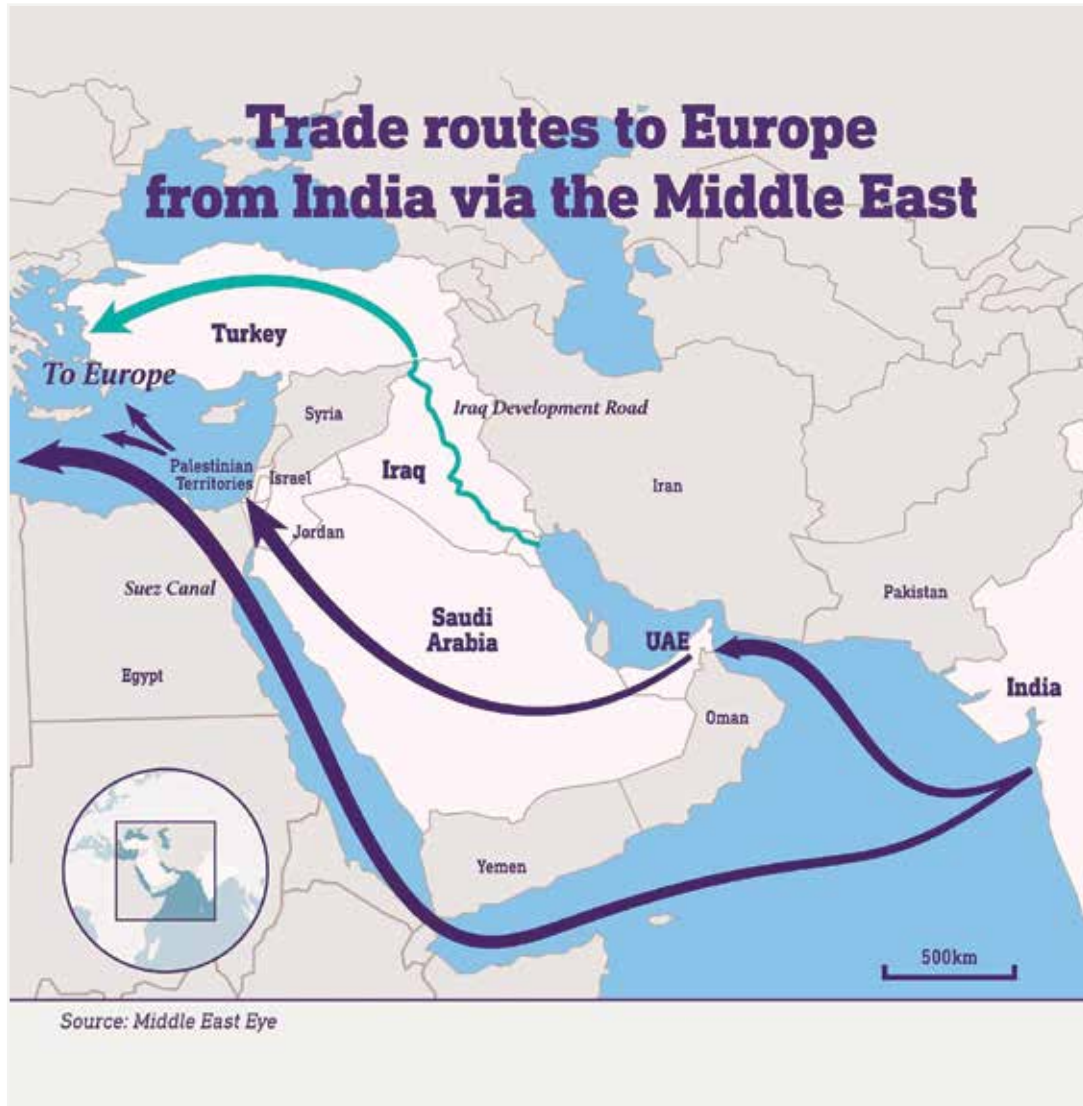 Trade routes to Europe
from India via the Middle East
Turkey
To Europe
Syria
Iraq Development Road
Palestinian
Territories
Israel
Iraq
Iran
Jordan
Suez Canal
Pakistan
Saudi
Arabia
UAE
Egypt
India
Oman
Yemen
500km
Source: Middle East Eye